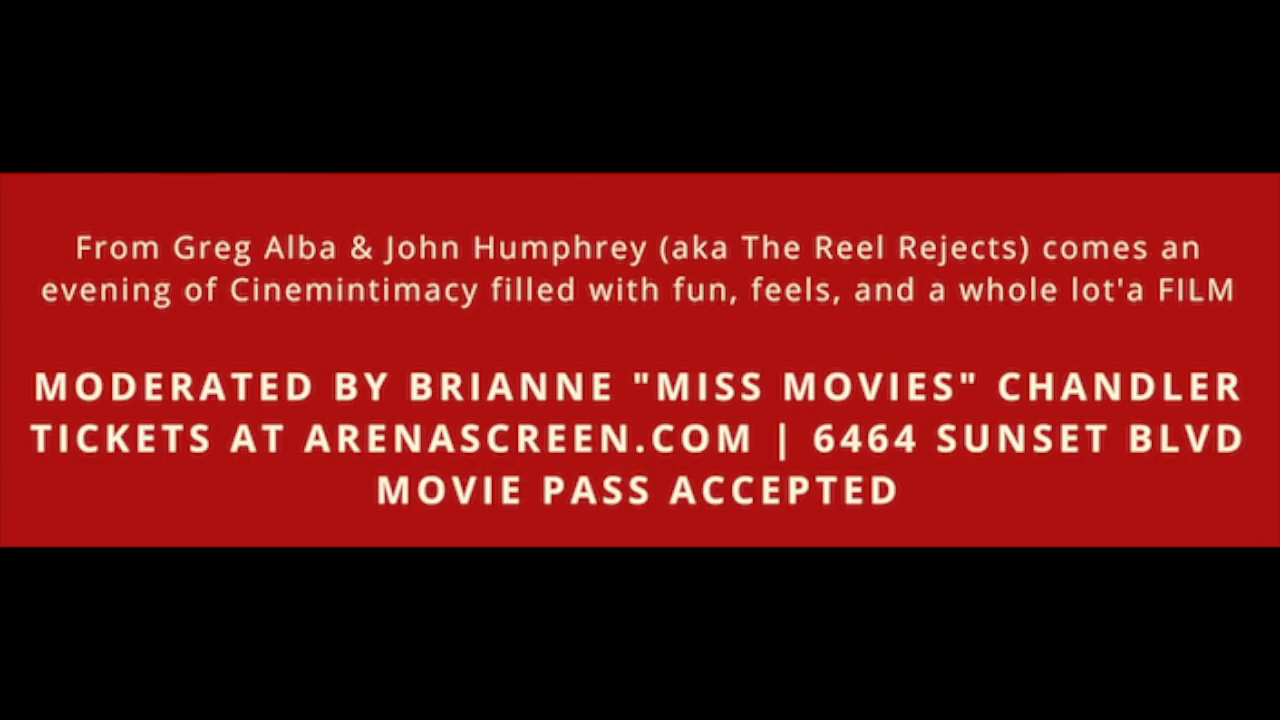 From Greg Alba & John Humphrey (aka The Reel Rejects) comes an
evening of Cinemintimacy filled with fun, feels, and a whole lot'a FILM
MODERATED BY BRIANNE "MISS MOVIES" CHANDLER
TICKETS AT ARENASCREEN.COM | 6464 SUNSET BLVD
MOVIE PASS ACCEPTED